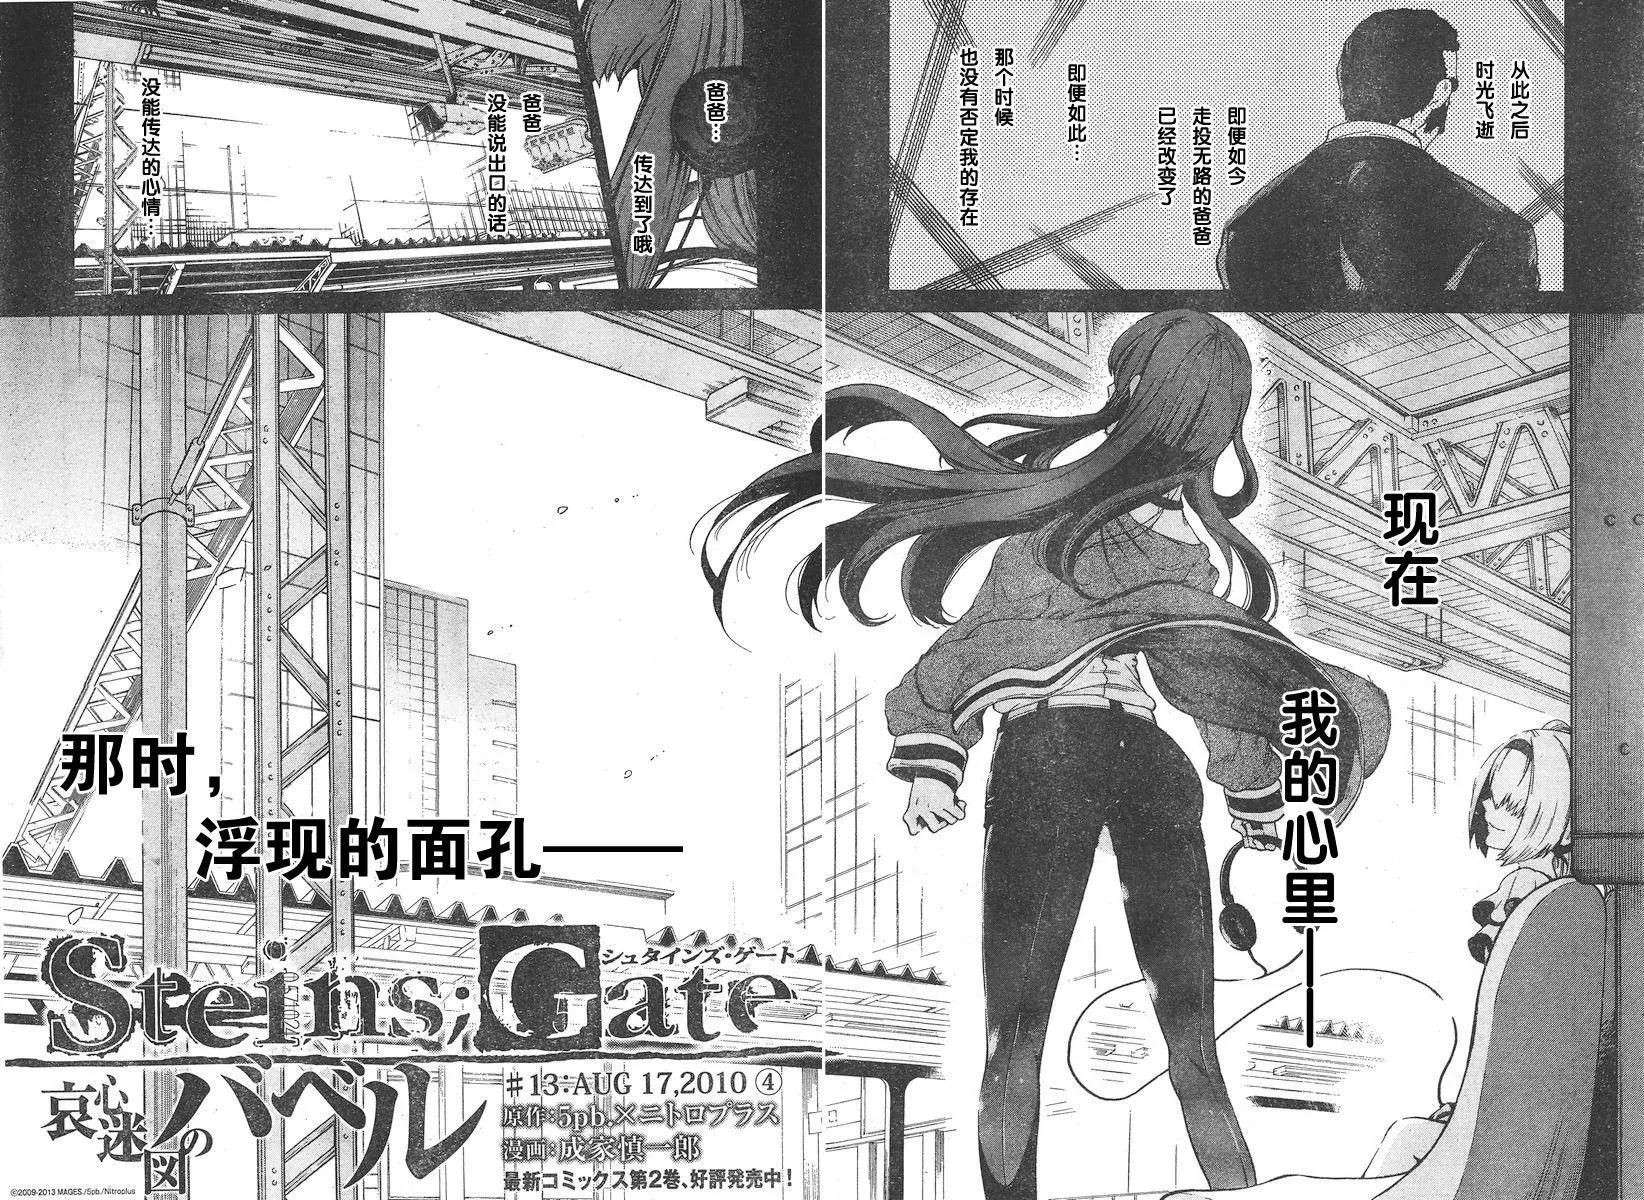 从此之后
时光飞逝
即便如今
走投无路的爸爸
已经改变了
即便如此…
那个时候
也没有否定我的存在
爸爸…
传达到了哦
爸爸
没能说出口的话
没能传达的心情…
现在
我的心里——
那时，
浮现的面孔——
Steins;Gate
シュタインズ・ゲート
哀心迷図のバベル
♯13:AUG 17,2010 ④
原作:5pb.×ニトロプラス
漫画:成家慎一郎
最新コミックス第2巻、好評発売中！
©2009-2013 MAGES./5pb./Nitroplus